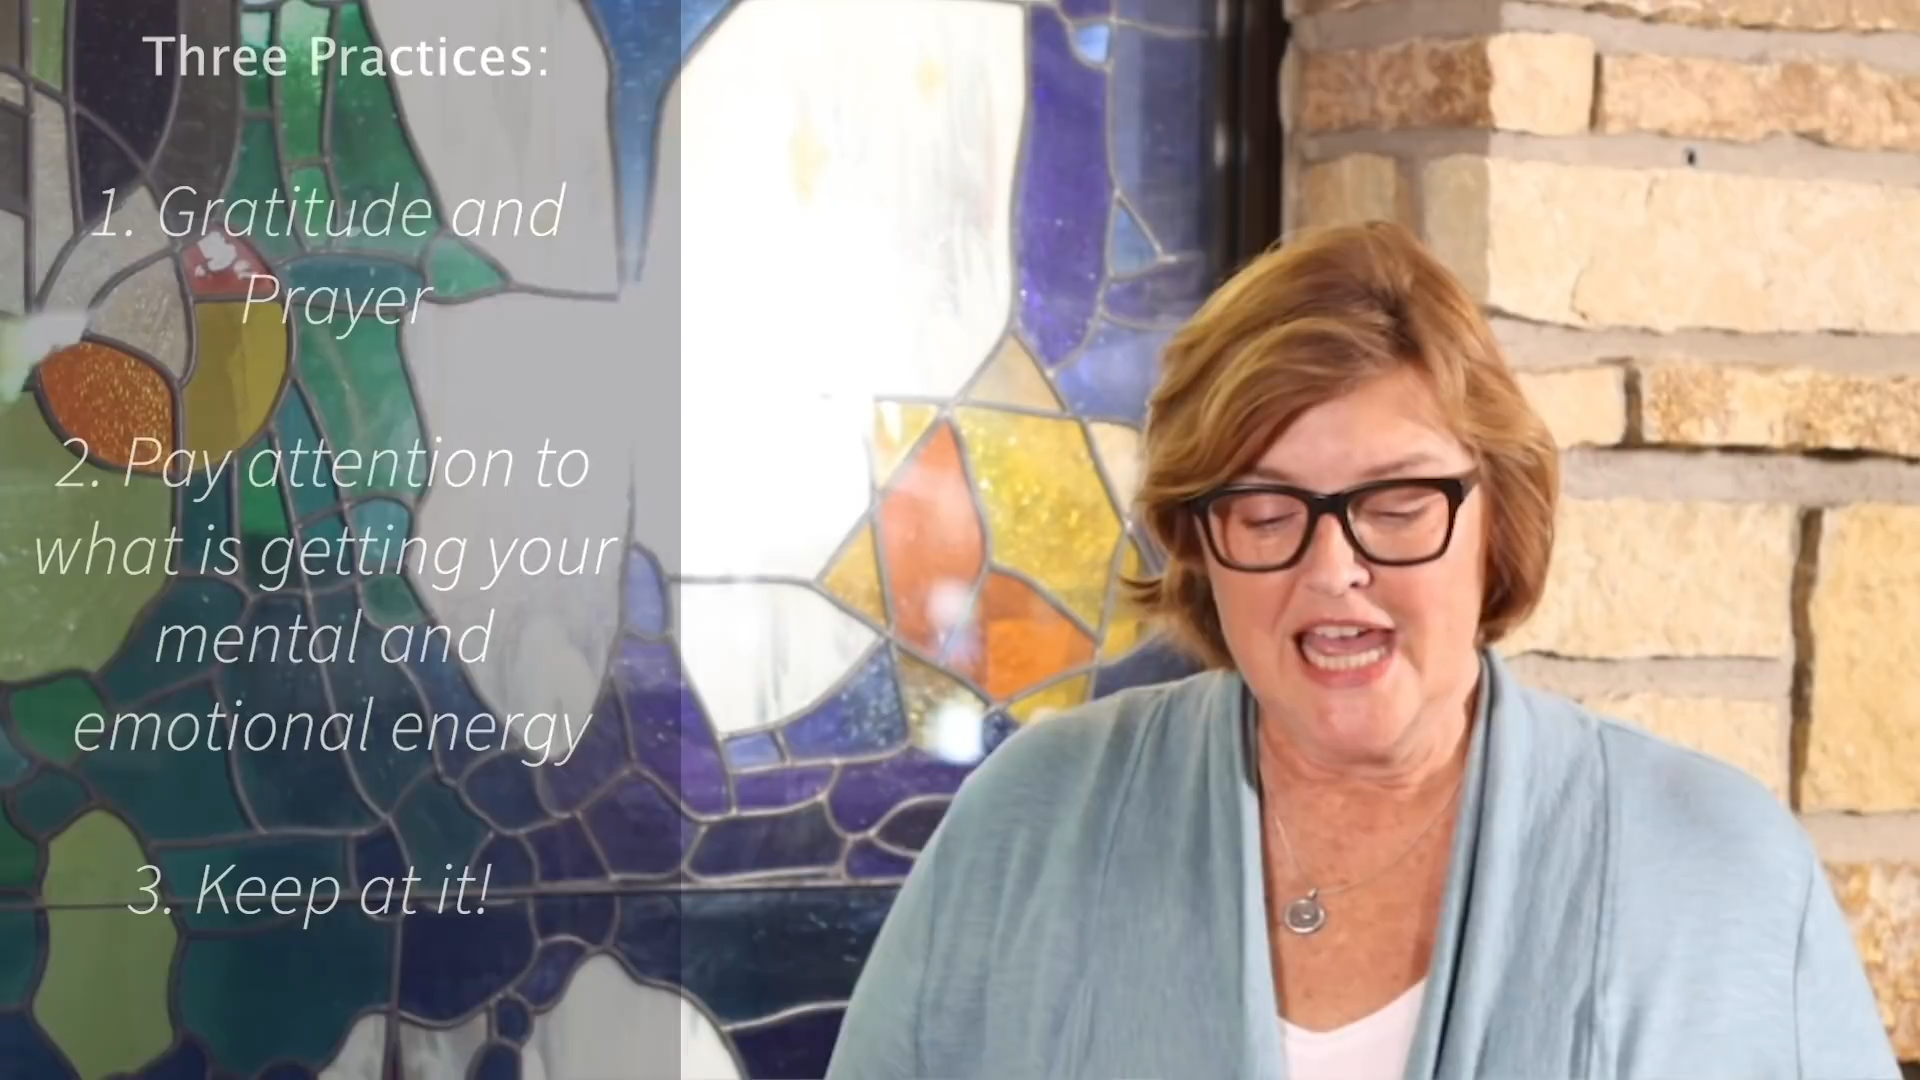 Three Practices:
1. Gratitude and
Prayer
2. Pay attention to
what is getting your
mental and
emotional energy
3. Keep at it!